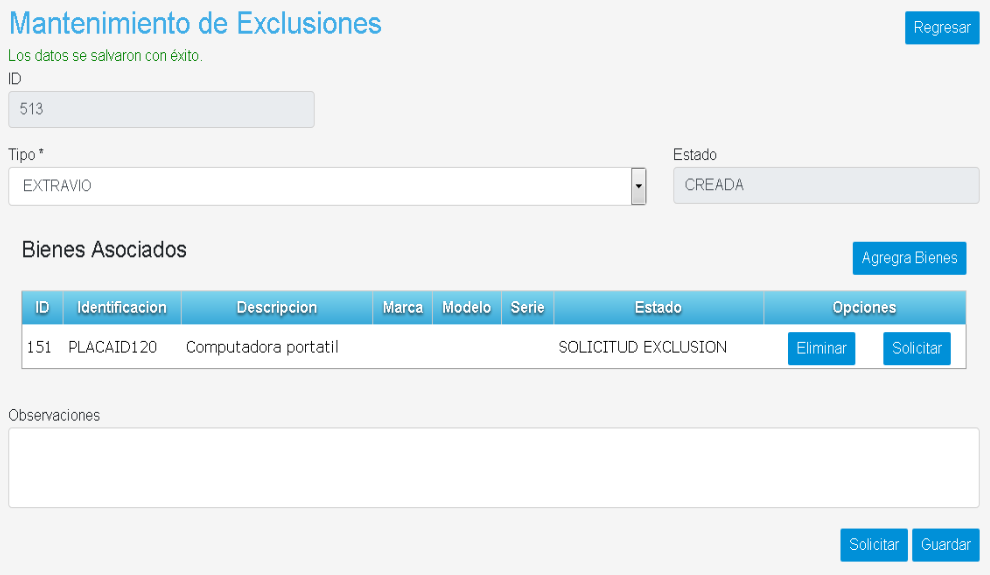 Mantenimiento de Exclusiones
Regresar
Los datos se salvaron con éxito.
ID
513
Tipo * Estado
EXTRAVIO CREADA
Bienes Asociados
Agregra Bienes
ID Identificacion Descripcion Marca Modelo Serie Estado Opciones
151 PLACAID120 Computadora portatil SOLICITUD EXCLUSION Eliminar Solicitar
Observaciones
Solicitar Guardar